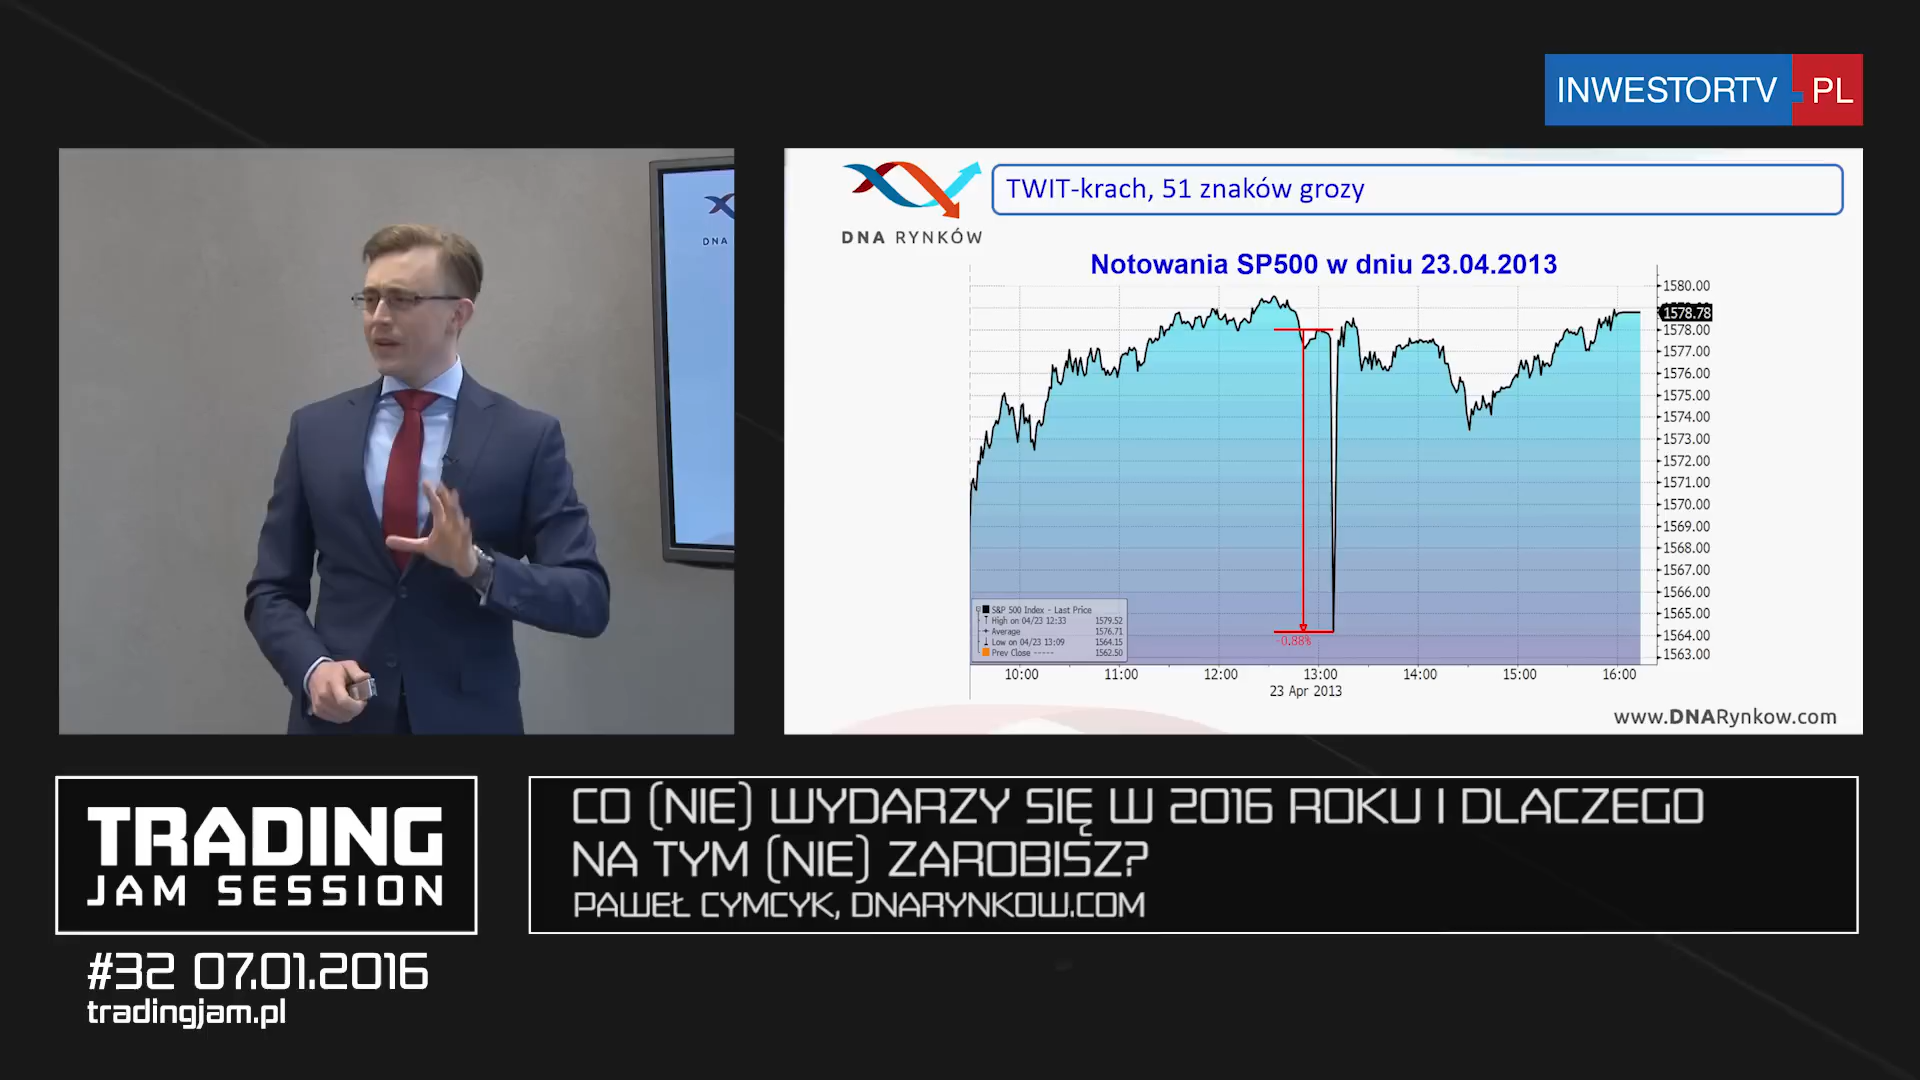 INWESTORTV.PL
DNA RYNKÓW
TWIT-krach, 51 znaków grozy
Notowania SP500 w dniu 23.04.2013
1580.00
1578.78
1578.00
1577.00
1576.00
1575.00
1574.00
1573.00
1572.00
1571.00
1570.00
1569.00
1568.00
1567.00
1566.00
1565.00
1564.00
1563.00
-0.88%
S&P 500 Index - Last Price
High on 04/23 12:33 1579.52
Average 1576.71
Low on 04/23 13:09 1564.15
Prev Close ----- 1562.50
10:00 11:00 12:00 13:00 14:00 15:00 16:00
23 Apr 2013
www.DNARynkow.com
DNA
TRADING
JAM SESSION
#32 07.01.2016
tradingjam.pl
CO (NIE) WYDARZY SIĘ W 2016 ROKU I DLACZEGO
NA TYM (NIE) ZAROBISZ?
PAWEŁ CYMCYK, DNARYNKOW.COM